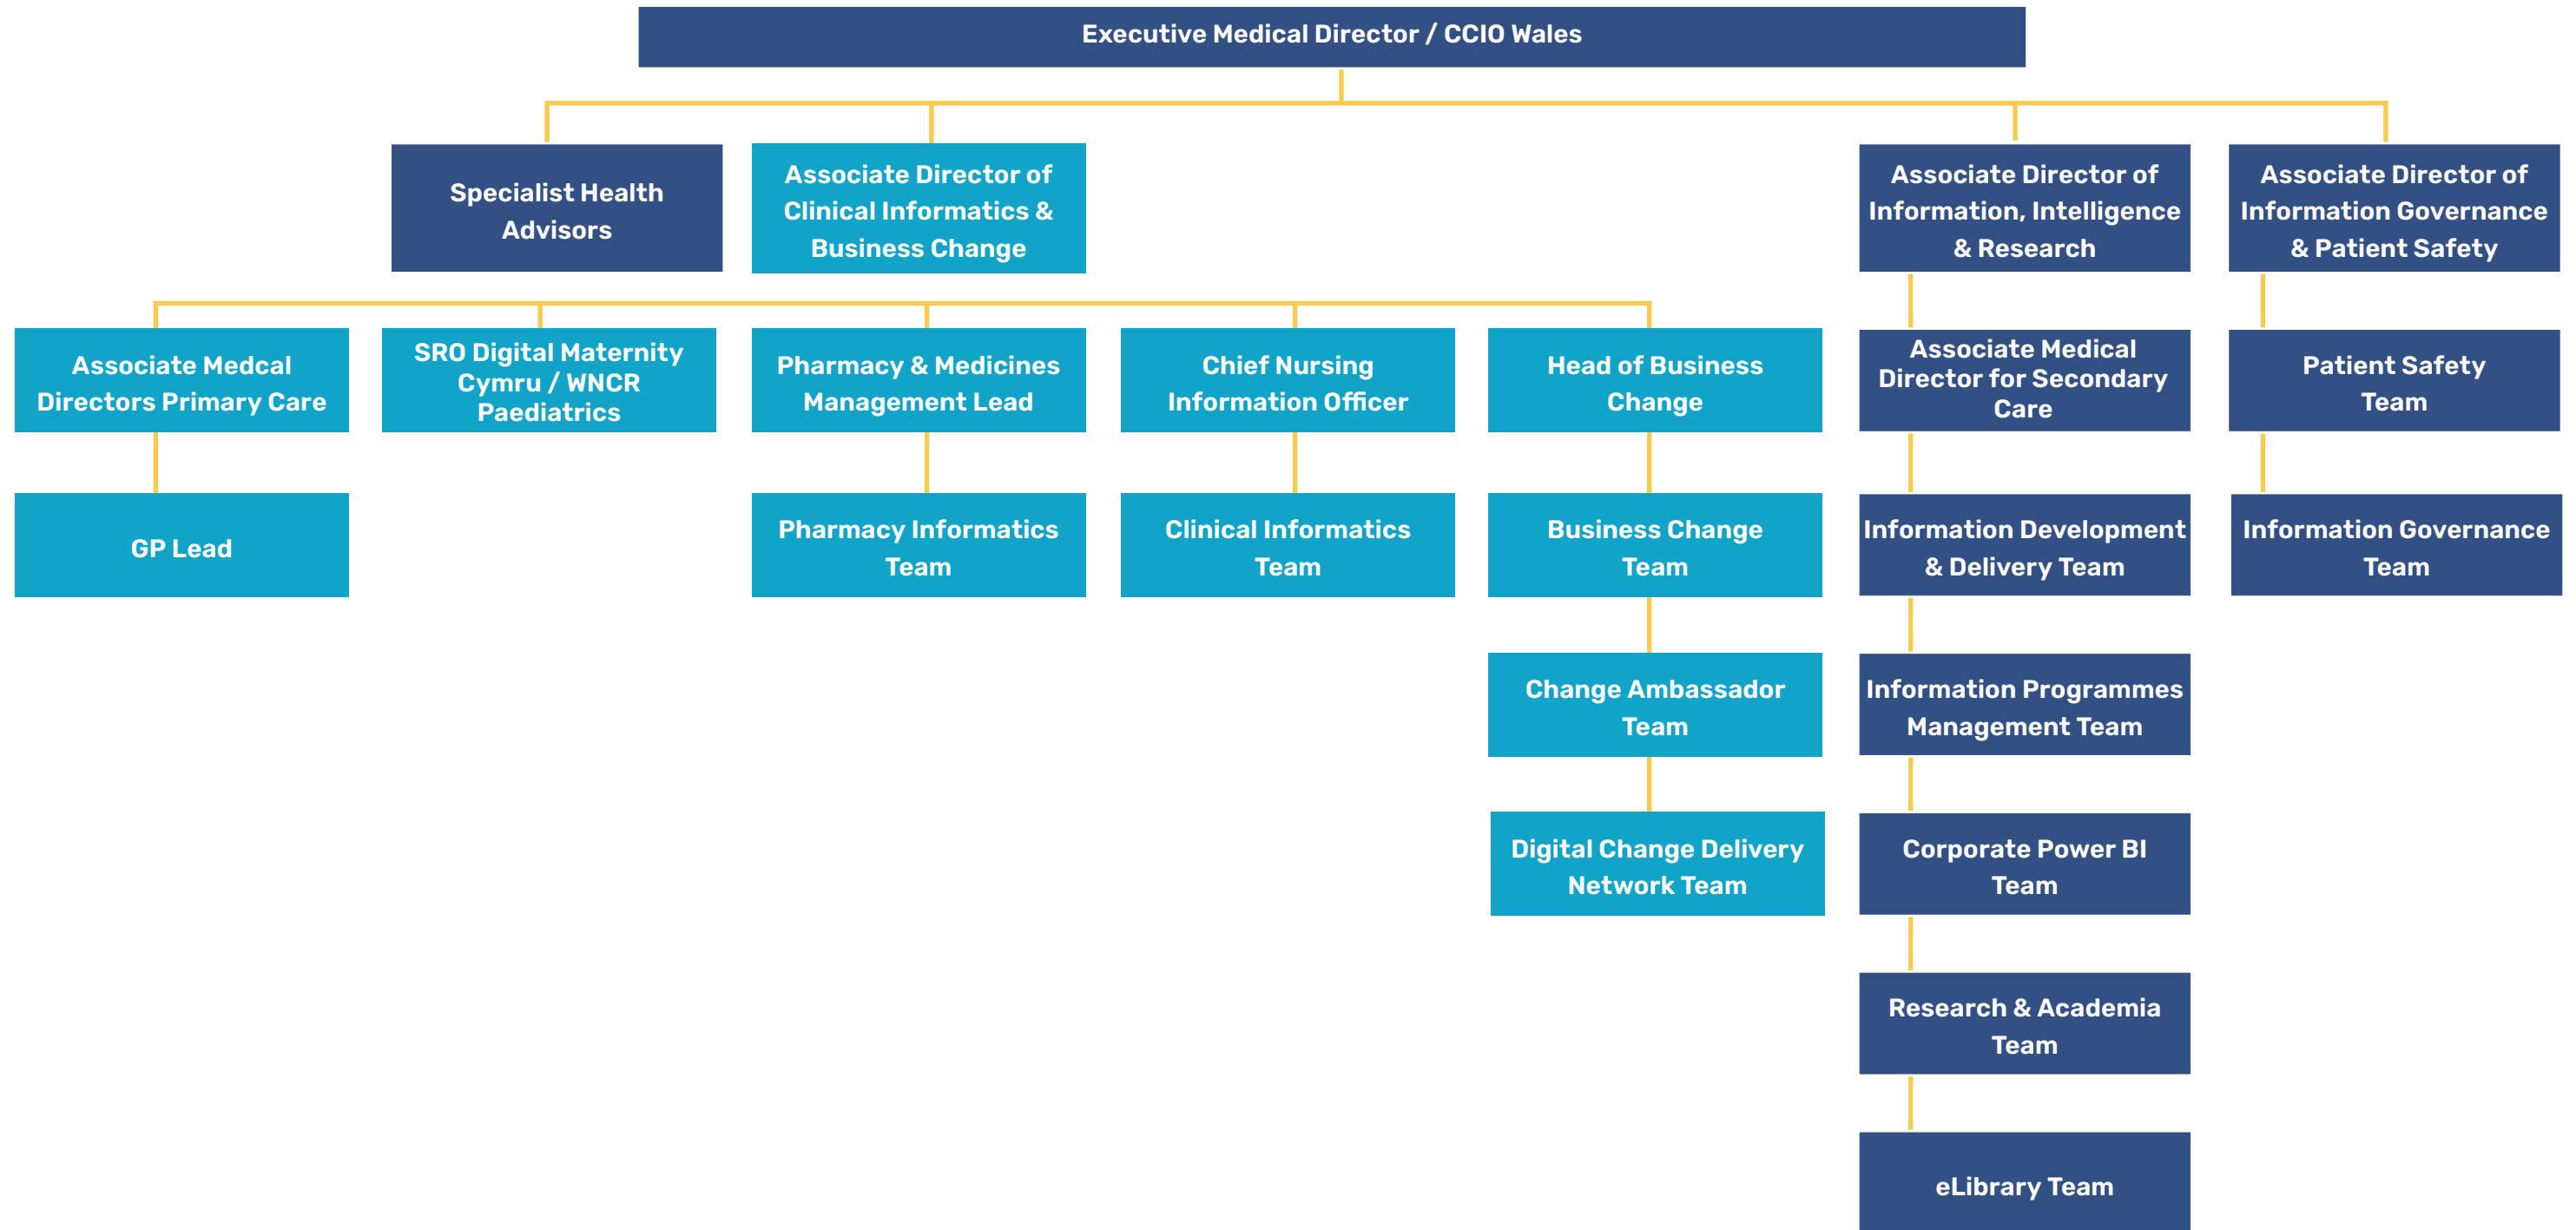 Executive Medical Director / CCIO Wales
Specialist Health
Advisors
Associate Director of
Clinical Informatics &
Business Change
Associate Director of
Information, Intelligence
& Research
Associate Director of
Information Governance
& Patient Safety
Associate Medcal
Directors Primary Care
SRO Digital Maternity
Cymru / WNCR
Paediatrics
Pharmacy & Medicines
Management Lead
Chief Nursing
Information Officer
Head of Business
Change
Associate Medical
Director for Secondary
Care
Patient Safety
Team
GP Lead
Pharmacy Informatics
Team
Clinical Informatics
Team
Business Change
Team
Information Development
& Delivery Team
Information Governance
Team
Change Ambassador
Team
Information Programmes
Management Team
Digital Change Delivery
Network Team
Corporate Power BI
Team
Research & Academia
Team
eLibrary Team